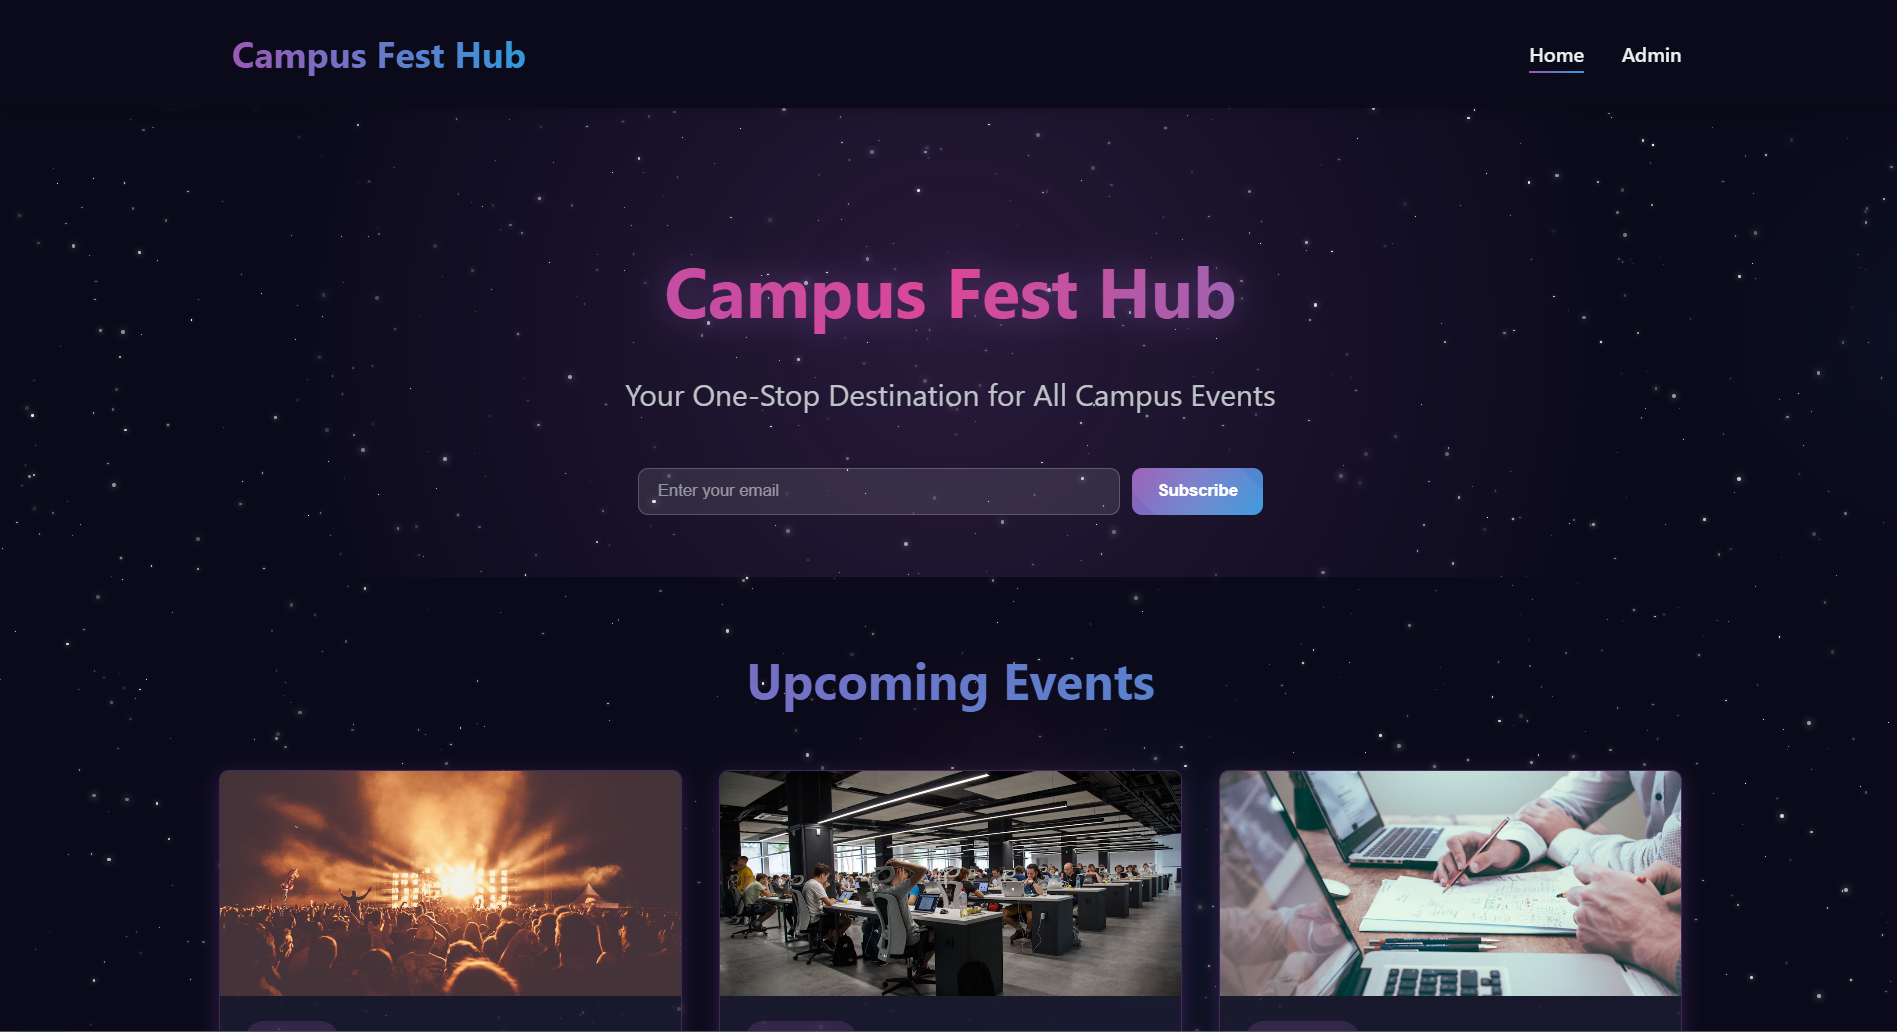 Campus Fest Hub
Home Admin
Campus Fest Hub
Your One-Stop Destination for All Campus Events
Enter your email
Subscribe
Upcoming Events